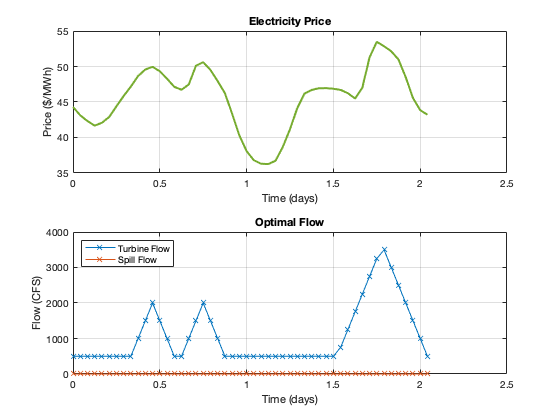 Electricity Price
55
50
45
40
35
Price ($/MWh)
0 0.5 1 1.5 2 2.5
Time (days)
Optimal Flow
4000
3000
2000
1000
0
Flow (CFS)
Turbine Flow
Spill Flow
0 0.5 1 1.5 2 2.5
Time (days)